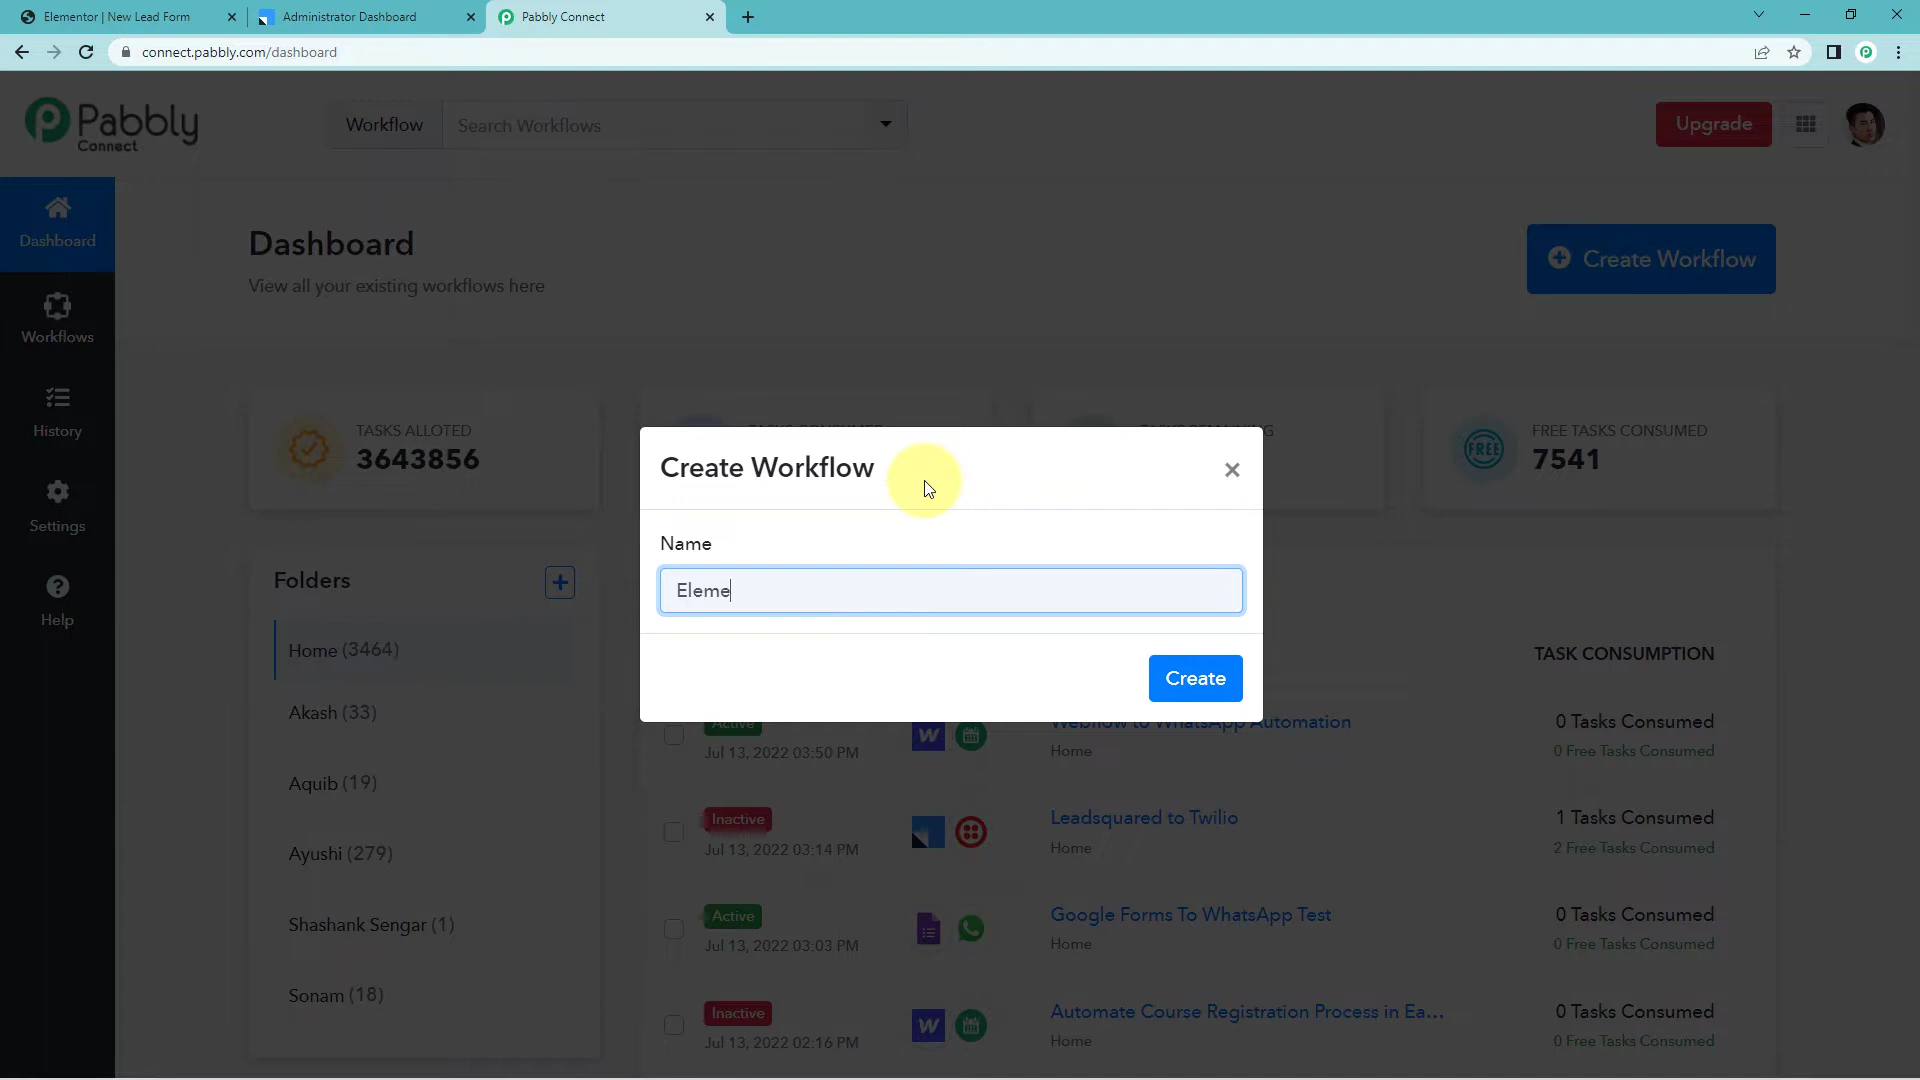 Elementor | New Lead Form
Administrator Dashboard
Pabbly Connect
connect.pabbly.com/dashboard
Pabbly
Connect
Workflow
Search Workflows
Upgrade
Dashboard
Workflows
History
Settings
Help
Dashboard
View all your existing workflows here
Create Workflow
TASKS ALLOTED
3643856
FREE
FREE TASKS CONSUMED
7541
Create Workflow
Name
Eleme
Create
Folders
Home (3464)
Akash (33)
Aquib (19)
Ayushi (279)
Shashank Sengar (1)
Sonam (18)
TASK CONSUMPTION
Active
Jul 13, 2022 03:50 PM
Webflow to WhatsApp Automation
Home
0 Tasks Consumed
0 Free Tasks Consumed
Inactive
Jul 13, 2022 03:14 PM
Leadsquared to Twilio
Home
1 Tasks Consumed
2 Free Tasks Consumed
Active
Jul 13, 2022 03:03 PM
Google Forms To WhatsApp Test
Home
0 Tasks Consumed
0 Free Tasks Consumed
Inactive
Jul 13, 2022 02:16 PM
Automate Course Registration Process in Ea...
Home
0 Tasks Consumed
0 Free Tasks Consumed